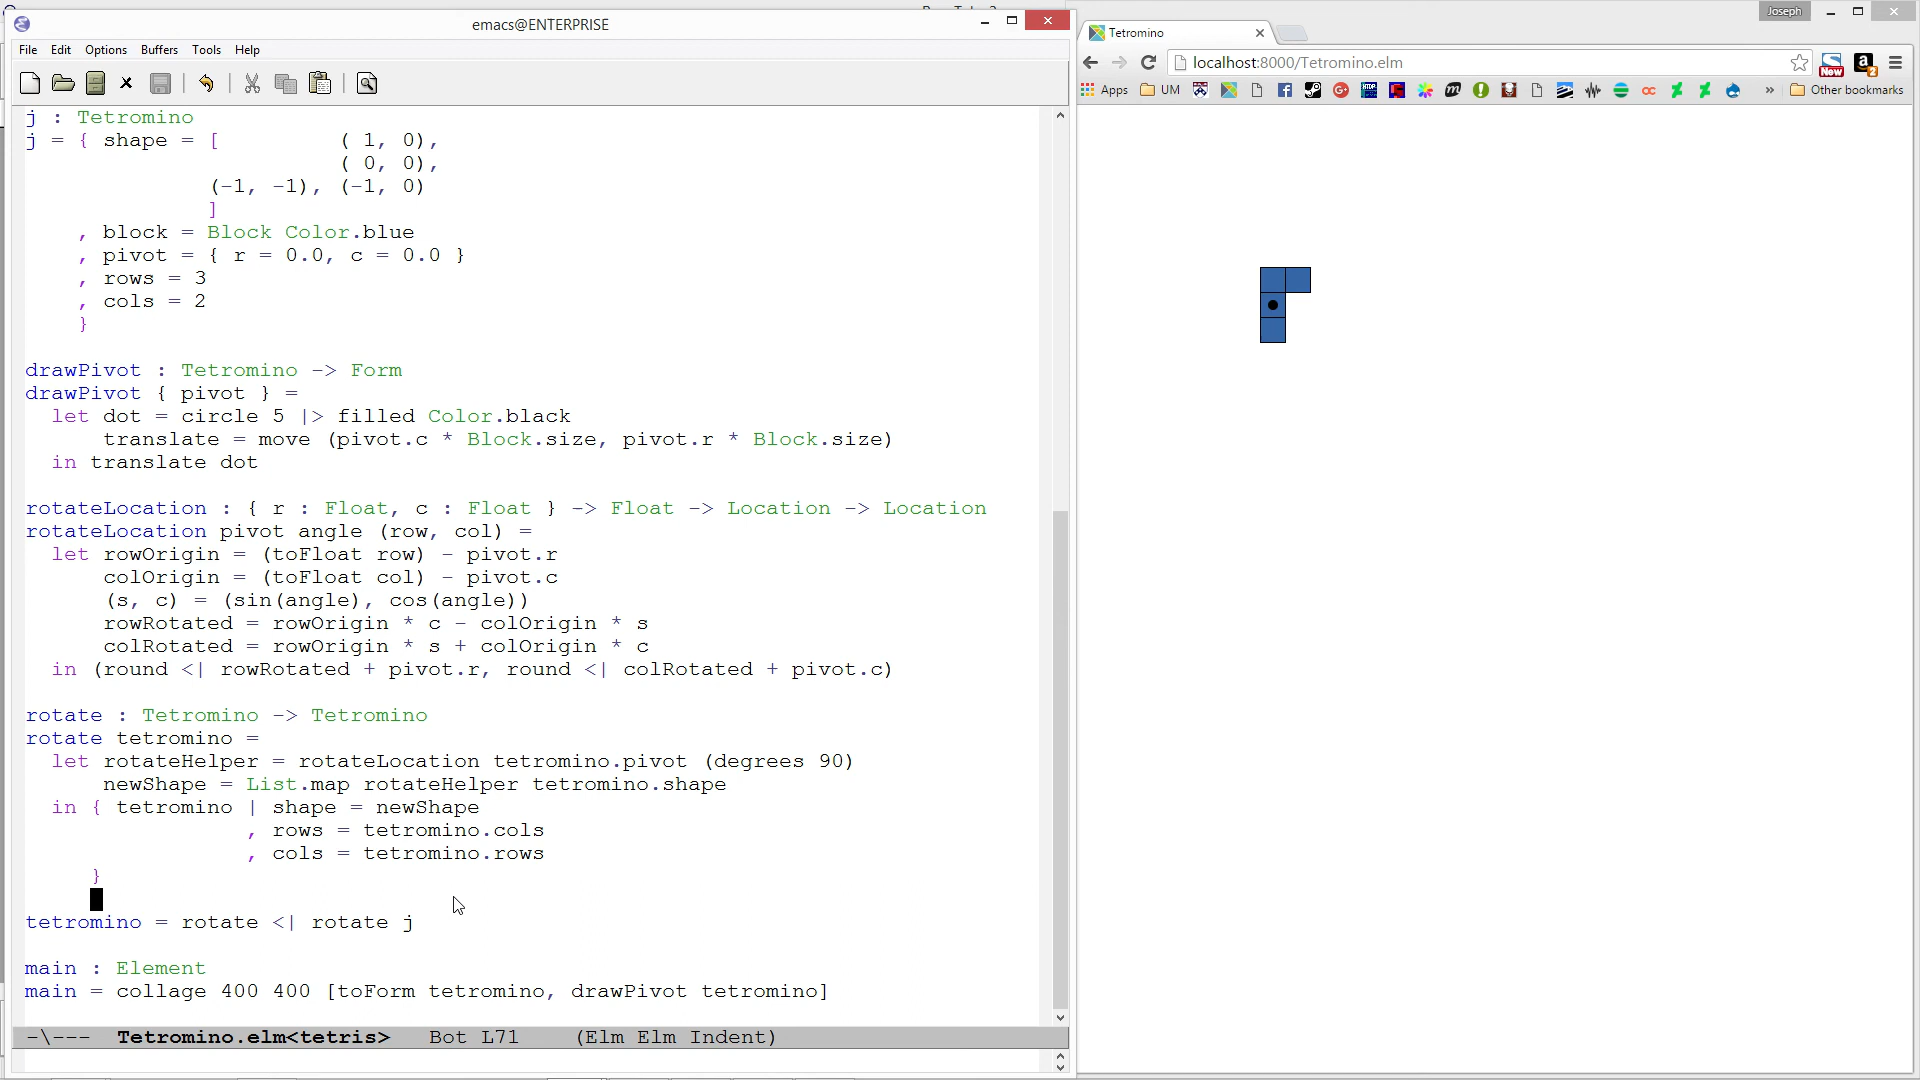 emacs@ENTERPRISE
File Edit Options Buffers Tools Help
j : Tetromino
j = { shape = [ ( 1, 0),
( 0, 0),
(-1, -1), (-1, 0)
]
, block = Block Color.blue
, pivot = { r = 0.0, c = 0.0 }
, rows = 3
, cols = 2
}
drawPivot : Tetromino -> Form
drawPivot { pivot } =
let dot = circle 5 |> filled Color.black
translate = move (pivot.c * Block.size, pivot.r * Block.size)
in translate dot
rotateLocation : { r : Float, c : Float } -> Float -> Location -> Location
rotateLocation pivot angle (row, col) =
let rowOrigin = (toFloat row) - pivot.r
colOrigin = (toFloat col) - pivot.c
(s, c) = (sin(angle), cos(angle))
rowRotated = rowOrigin * c - colOrigin * s
colRotated = rowOrigin * s + colOrigin * c
in (round <| rowRotated + pivot.r, round <| colRotated + pivot.c)
rotate : Tetromino -> Tetromino
rotate tetromino =
let rotateHelper = rotateLocation tetromino.pivot (degrees 90)
newShape = List.map rotateHelper tetromino.shape
in { tetromino | shape = newShape
, rows = tetromino.cols
, cols = tetromino.rows
}
tetromino = rotate <| rotate j
main : Element
main = collage 400 400 [toForm tetromino, drawPivot tetromino]
-\--- Tetromino.elm<tetris> Bot L71 (Elm Elm Indent)
Joseph
Tetromino
localhost:8000/Tetromino.elm
New
2
Apps UM Other bookmarks